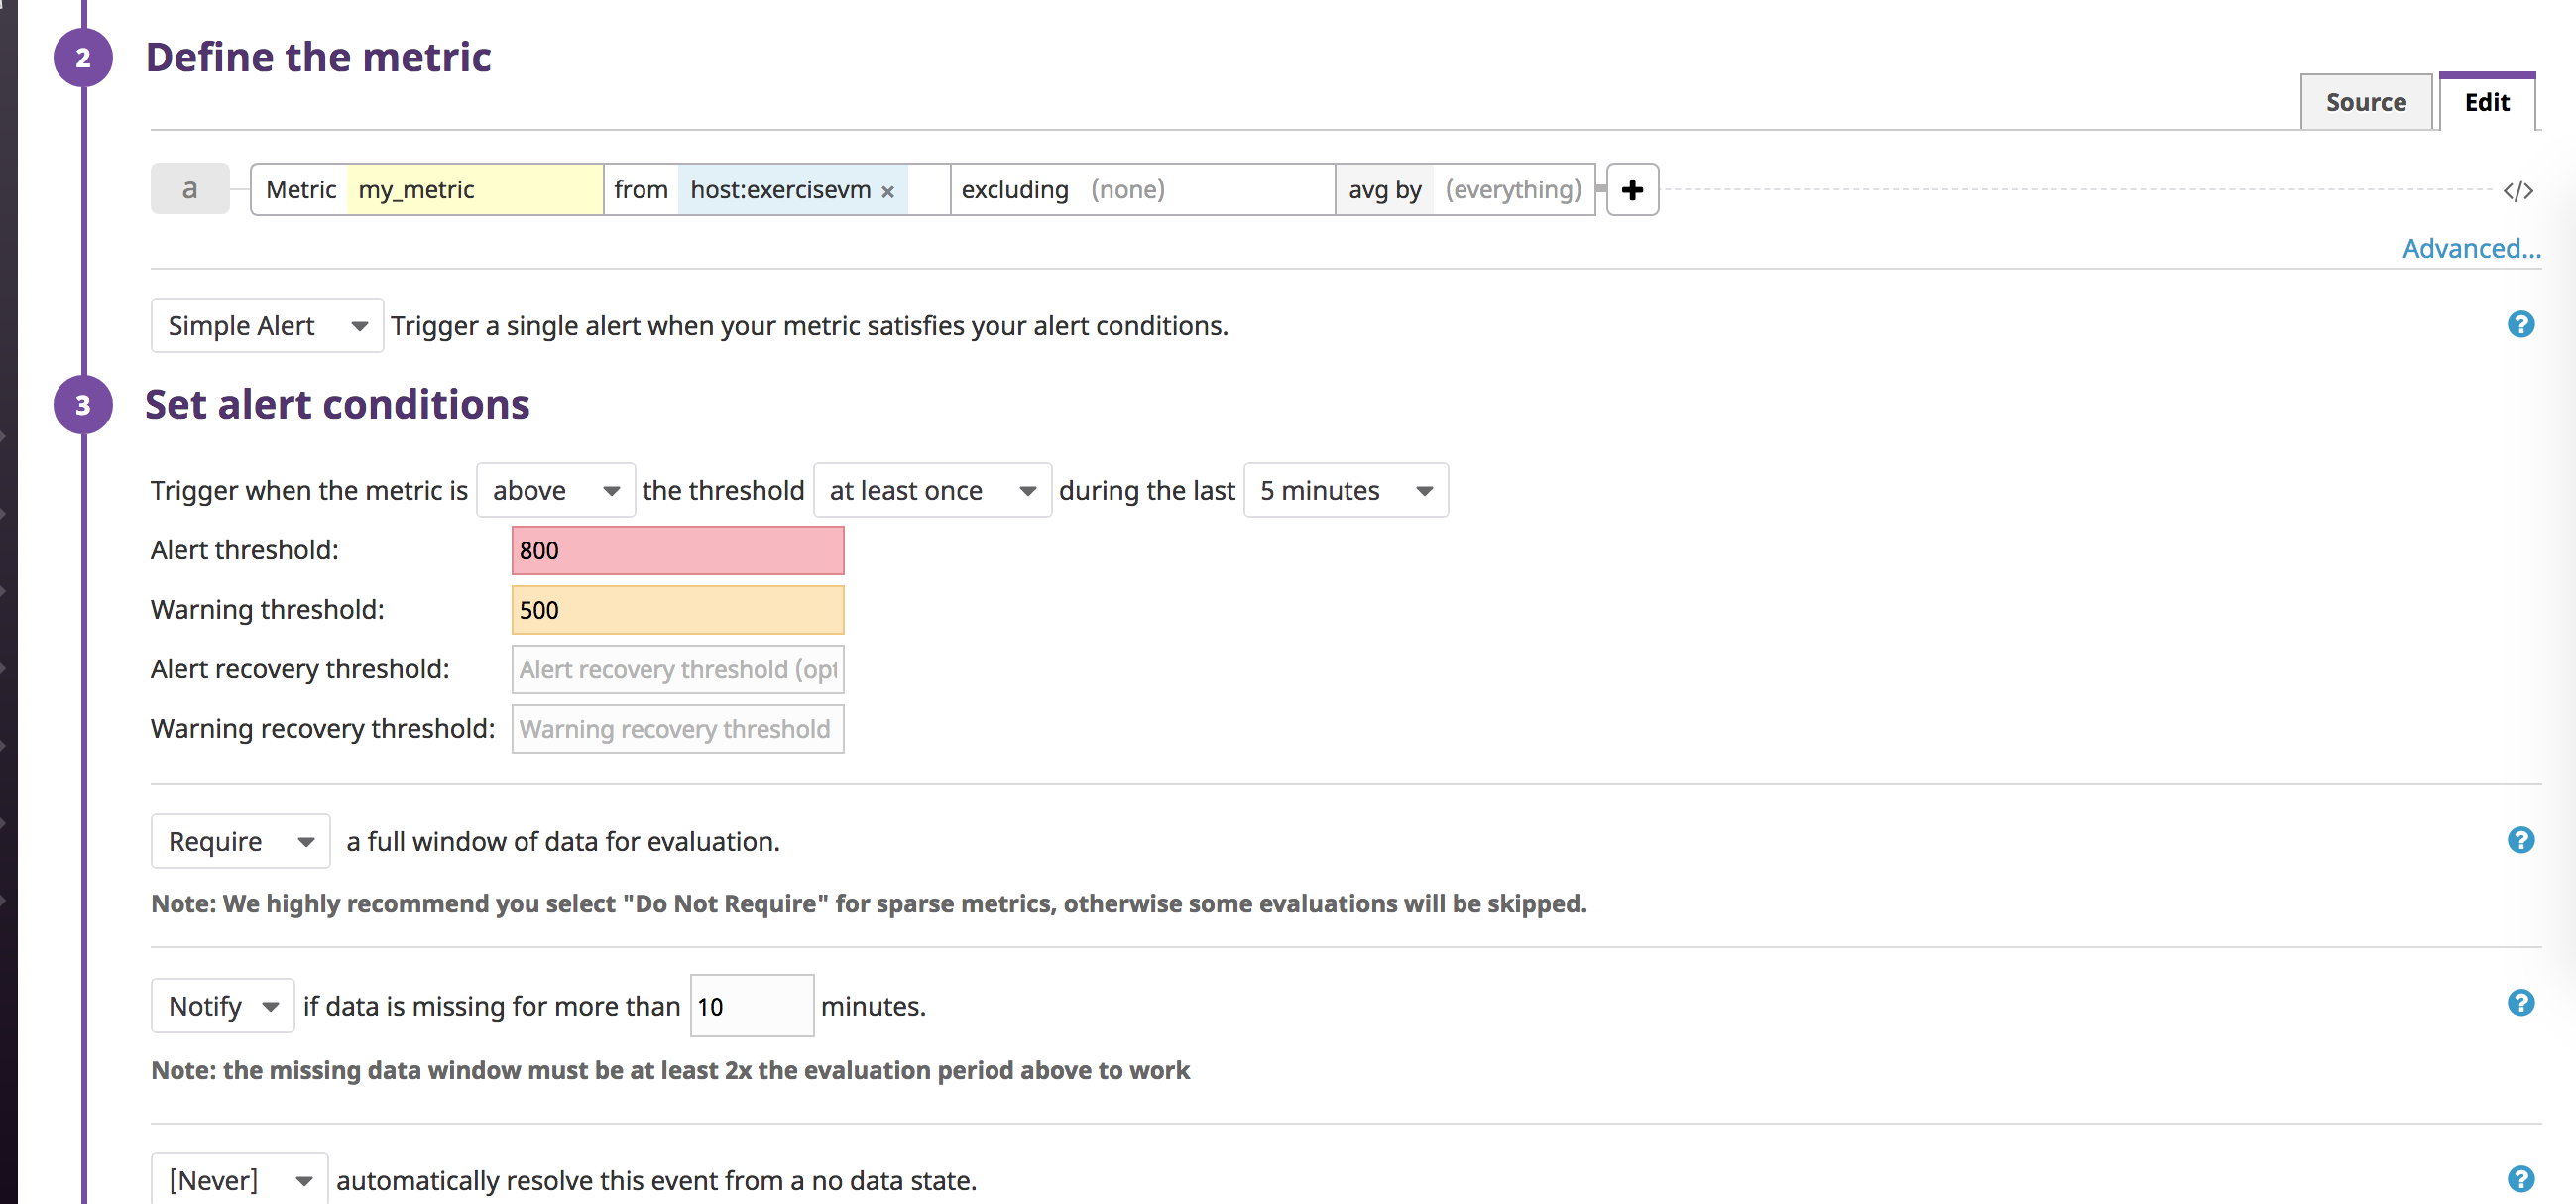 2 Define the metric
Source Edit
a Metric my_metric from host:exercisevm × excluding (none) avg by (everything) + </>
Advanced...
Simple Alert Trigger a single alert when your metric satisfies your alert conditions. ?
3 Set alert conditions
Trigger when the metric is above the threshold at least once during the last 5 minutes
Alert threshold: 800
Warning threshold: 500
Alert recovery threshold: Alert recovery threshold (opt
Warning recovery threshold: Warning recovery threshold
Require a full window of data for evaluation. ?
Note: We highly recommend you select "Do Not Require" for sparse metrics, otherwise some evaluations will be skipped.
Notify if data is missing for more than 10 minutes. ?
Note: the missing data window must be at least 2x the evaluation period above to work
[Never] automatically resolve this event from a no data state. ?